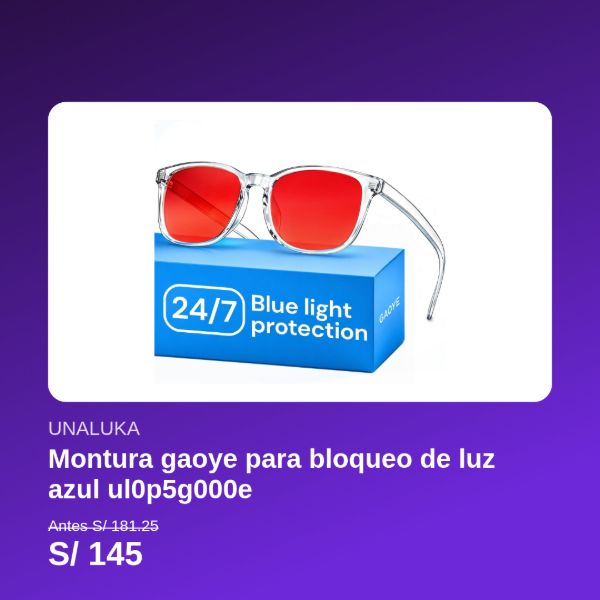 24/7 Blue light
protection
GAOYE
UNALUKA
Montura gaoye para bloqueo de luz
azul ul0p5g000e
Antes S/ 181.25
S/ 145